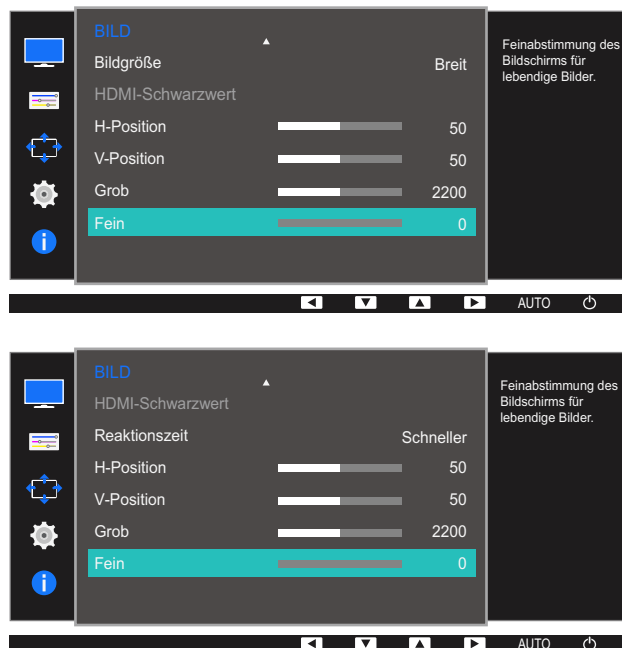 BILD
Bildgröße Breit
HDMI-Schwarzwert
H-Position 50
V-Position 50
Grob 2200
Fein 0
Feinabstimmung des
Bildschirms für
lebendige Bilder.
AUTO
BILD
HDMI-Schwarzwert
Reaktionszeit Schneller
H-Position 50
V-Position 50
Grob 2200
Fein 0
Feinabstimmung des
Bildschirms für
lebendige Bilder.
AUTO